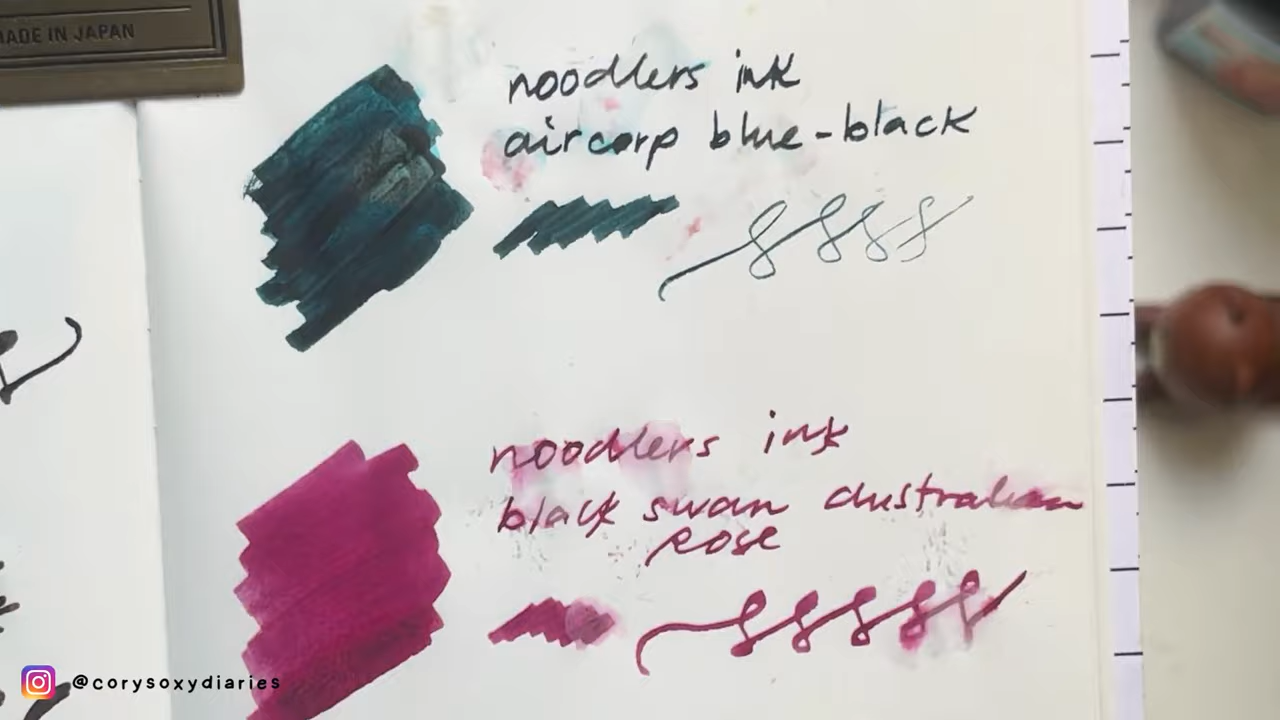 MADE IN JAPAN
noodlers ink
aircorp blue-black
noodlers ink
black swan australian
rose
@corysoxydiaries